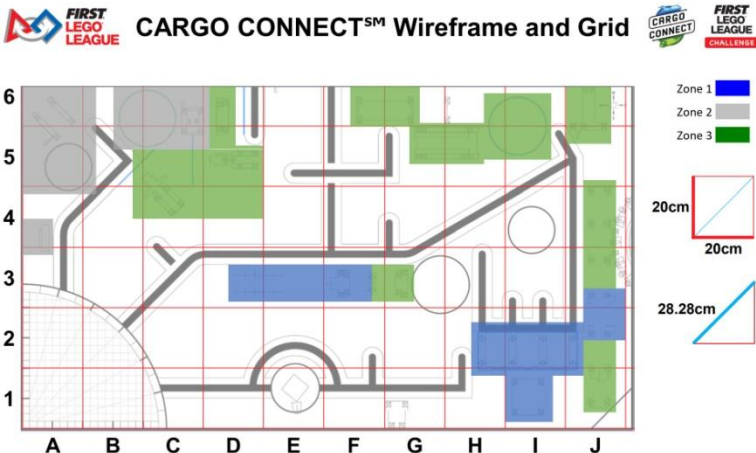 FIRST
LEGO
LEAGUE
CARGO CONNECT℠ Wireframe and Grid
CARGO
CONNECT
FIRST
LEGO
LEAGUE
CHALLENGE
Zone 1
Zone 2
Zone 3
6
5
4
3
2
1
A B C D E F G H I J
20cm
20cm
28.28cm